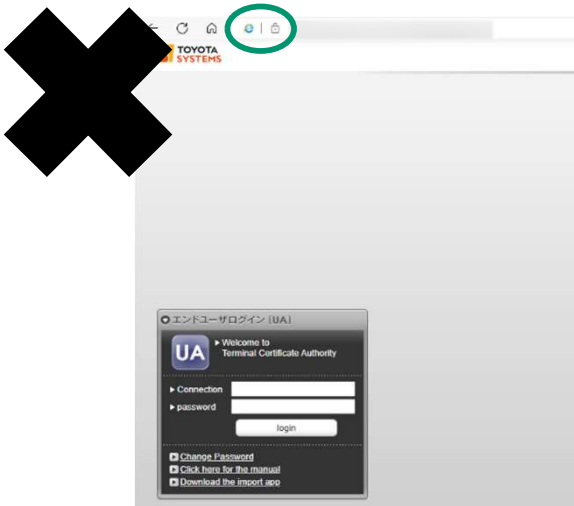 TOYOTA
SYSTEMS
エンドユーザログイン [UA]
UA
Welcome to
Terminal Certificate Authority
Connection
password
login
Change Password
Click here for the manual
Download the import app